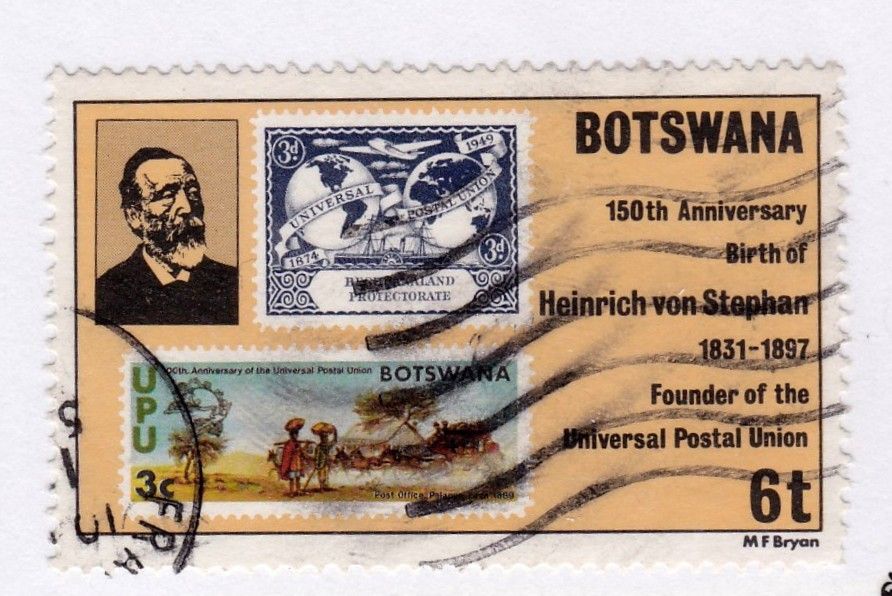 BOTSWANA
150th Anniversary
Birth of
Heinrich von Stephan
1831-1897
Founder of the
Universal Postal Union
6t
M F Bryan
3d
1949
UNIVERSAL POSTAL UNION
1874
3d
PROTECTORATE
UPU
Anniversary of the Universal Postal Union
BOTSWANA
3c
Post Office,